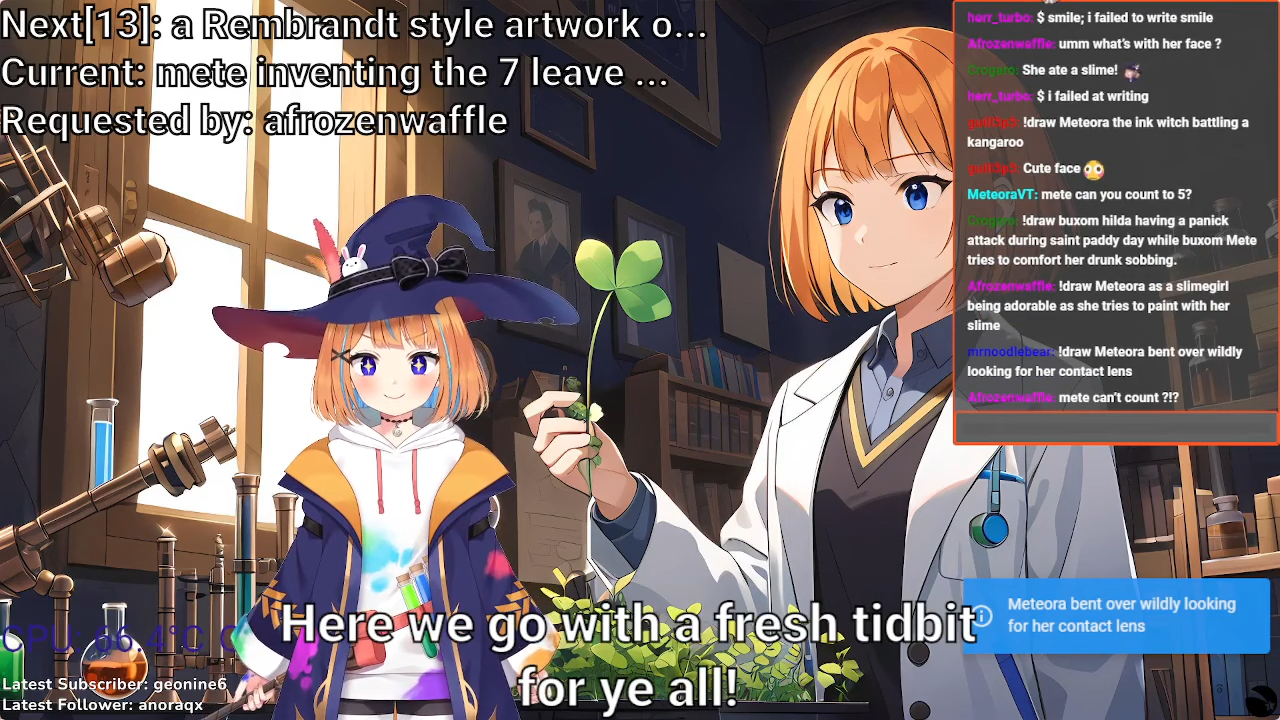 Next[13]: a Rembrandt style artwork o...
Current: mete inventing the 7 leave ...
Requested by: afrozenwaffle
herr_turbo: $ smile; i failed to write smile
Afrozenwaffle: umm what's with her face ?
Crogaro: She ate a slime!
herr_turbo: $ i failed at writing
!draw Meteora the ink witch battling a
kangaroo
Cute face
MeteoraVT: mete can you count to 5?
Crogaro: !draw buxom hilda having a panick
attack during saint paddy day while buxom Mete
tries to comfort her drunk sobbing.
Afrozenwaffle: !draw Meteora as a slimegirl
being adorable as she tries to paint with her
slime
mrnoodlebear: !draw Meteora bent over wildly
looking for her contact lens
Afrozenwaffle: mete can't count ?!?
Meteora bent over wildly looking
for her contact lens
Here we go with a fresh tidbit
for ye all!
CPU: 66.4°C
Latest Subscriber: geonine6
Latest Follower: anoraqx